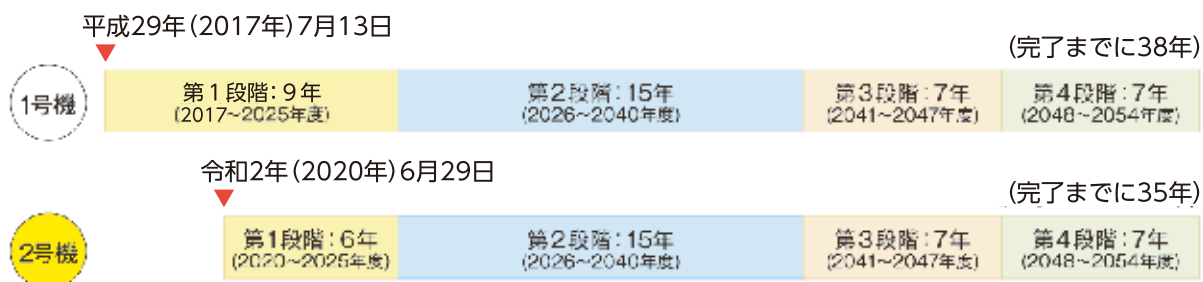 平成29年(2017年)7月13日
(完了までに38年)
1号機
第1段階:9年
(2017~2025年度)
第2段階:15年
(2026~2040年度)
第3段階:7年
(2041~2047年度)
第4段階:7年
(2048~2054年度)
令和2年(2020年)6月29日
(完了までに35年)
2号機
第1段階:6年
(2020~2025年度)
第2段階:15年
(2026~2040年度)
第3段階:7年
(2041~2047年度)
第4段階:7年
(2048~2054年度)